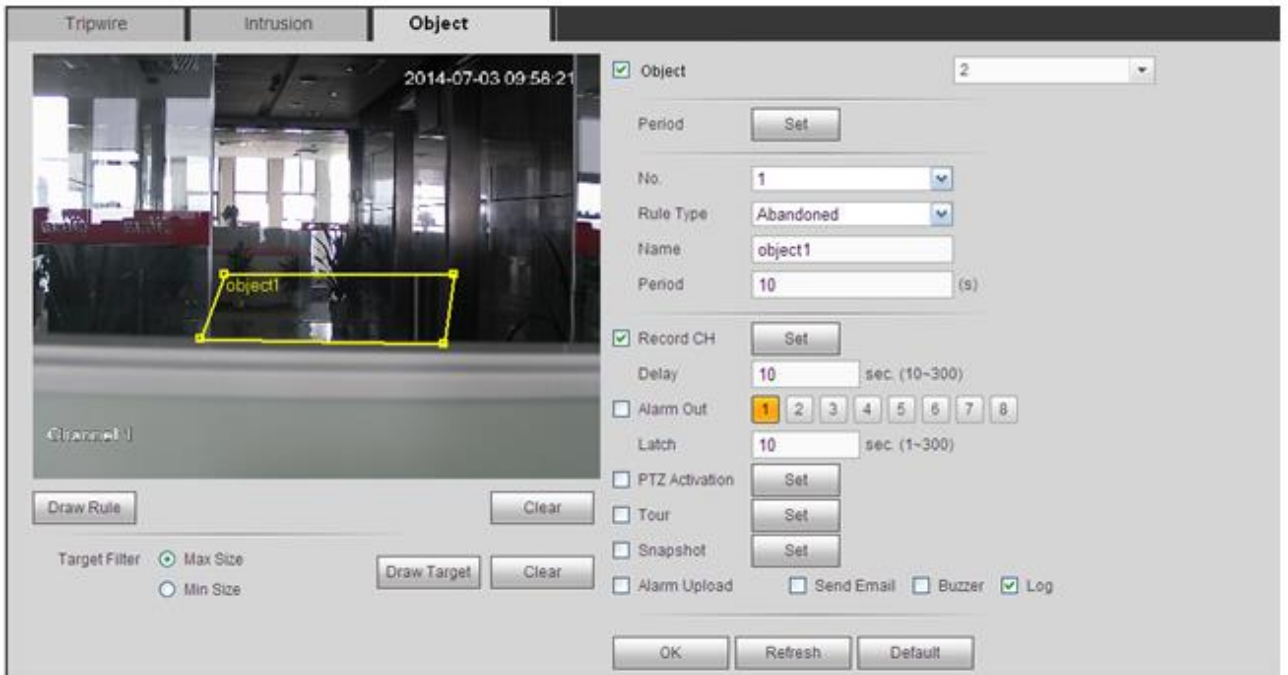 Tripwire Intrusion Object
2014-07-03 09:58:21
object1
Channel 1
Draw Rule Clear
Target Filter Max Size
Min Size
Draw Target Clear
Object 2
Period Set
No. 1
Rule Type Abandoned
Name object1
Period 10 (s)
Record CH Set
Delay 10 sec. (10~300)
Alarm Out 1 2 3 4 5 6 7 8
Latch 10 sec. (1~300)
PTZ Activation Set
Tour Set
Snapshot Set
Alarm Upload Send Email Buzzer Log
OK Refresh Default